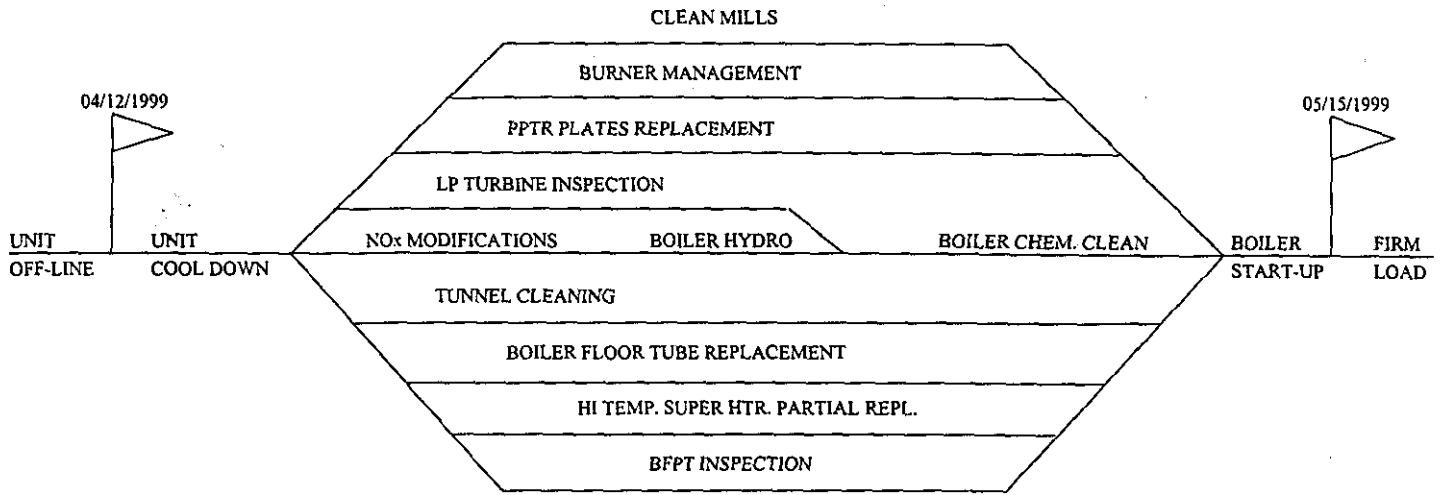 CLEAN MILLS
BURNER MANAGEMENT
04/12/1999
05/15/1999
PPTR PLATES REPLACEMENT
LP TURBINE INSPECTION
UNIT UNIT NOx MODIFICATIONS BOILER HYDRO BOILER CHEM. CLEAN BOILER FIRM
OFF-LINE COOL DOWN START-UP LOAD
TUNNEL CLEANING
BOILER FLOOR TUBE REPLACEMENT
HI TEMP. SUPER HTR. PARTIAL REPL.
BFPT INSPECTION